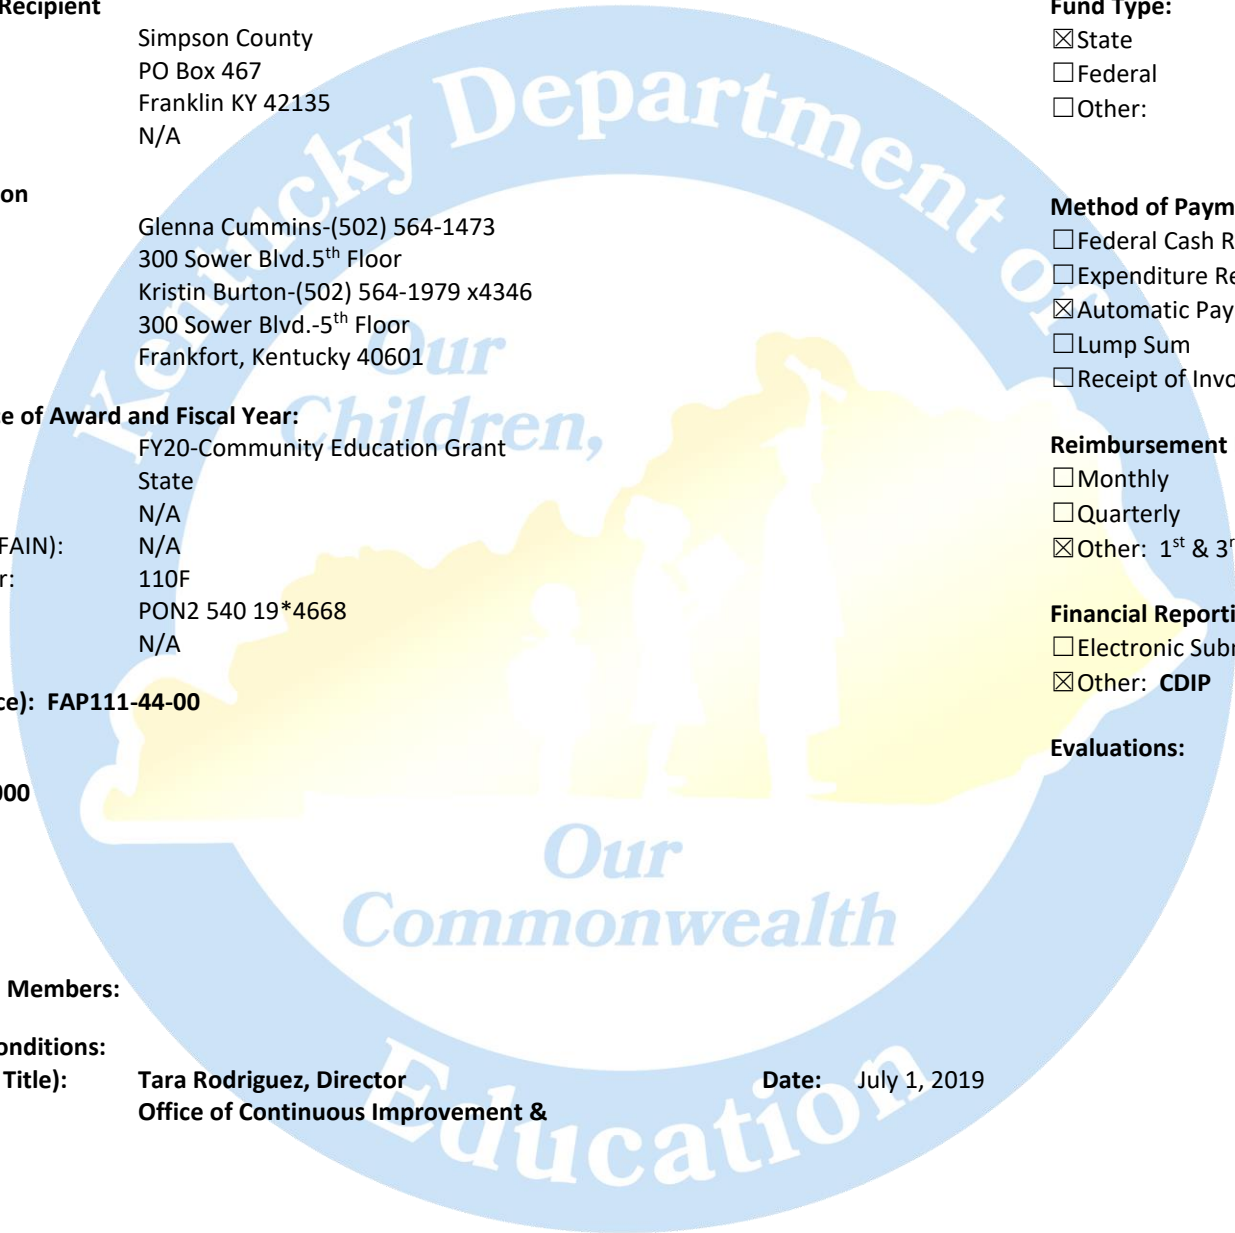 Recipient
Simpson County
PO Box 467
Franklin KY 42135
N/A
on
Glenna Cummins-(502) 564-1473
300 Sower Blvd.5th Floor
Kristin Burton-(502) 564-1979 x4346
300 Sower Blvd.-5th Floor
Frankfort, Kentucky 40601
ce of Award and Fiscal Year:
FY20-Community Education Grant
State
N/A
FAIN): N/A
r: 110F
PON2 540 19*4668
N/A
ce): FAP111-44-00
000
Members:
onditions:
Title): Tara Rodriguez, Director Date: July 1, 2019
Office of Continuous Improvement &
Fund Type:
☒State
☐Federal
☐Other:
Method of Paym
☐Federal Cash R
☐Expenditure Re
☒Automatic Pay
☐Lump Sum
☐Receipt of Invo
Reimbursement
☐Monthly
☐Quarterly
☒Other: 1st & 3r
Financial Reporti
☐Electronic Subr
☒Other: CDIP
Evaluations:
Kentucky Department of
Education
Our
Children,
Our
Commonwealth